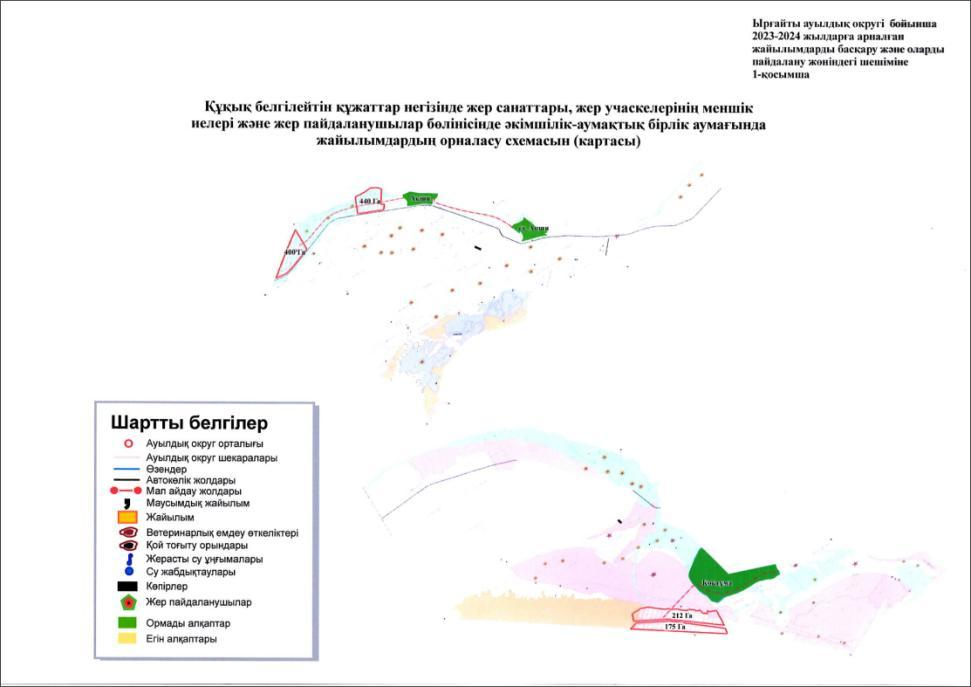 Ырғайты ауылдық округі бойынша
2023-2024 жылдарға арналған
жайылымдарды басқару және оларды
пайдалану жөніндегі шешіміне
1-қосымша
Құқық белгілейтін құжаттар негізінде жер санаттары, жер учаскелерінің меншік
иелері және жер пайдаланушылар бөлінісінде әкімшілік-аумақтық бірлік аумағында
жайылымдардың орналасу схемасын (картасы)
440 Га
400 Га
Шартты белгілер
Ауылдық округ орталығы
Ауылдық округ шекаралары
Өзендер
Автокөлік жолдары
Мал айдау жолдары
Маусымдық жайылым
Жайылым
Ветеринарлық емдеу өткеліктері
Қой тоғыту орындары
Жерасты су ұңғымалары
Су жабдықтаулары
Көпірлер
Жер пайдаланушылар
Ормады алқаптар
Егін алқаптары
212 Га
175 Га